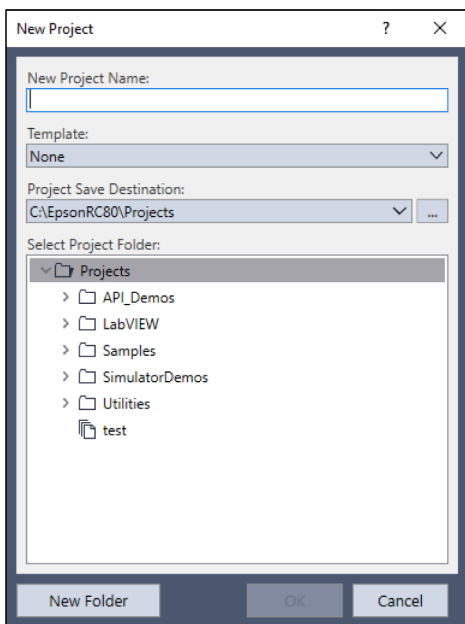 New Project
?
New Project Name:
Template:
None
Project Save Destination:
C:\EpsonRC80\Projects
...
Select Project Folder:
Projects
API_Demos
LabVIEW
Samples
SimulatorDemos
Utilities
test
New Folder
OK
Cancel